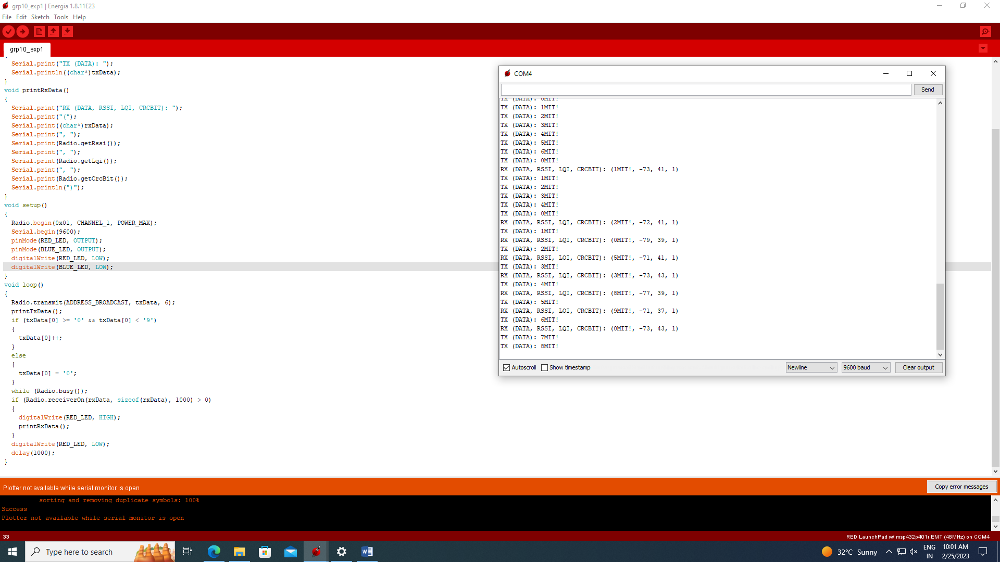 grp10_exp1 | Energia 1.8.11E23
File Edit Sketch Tools Help
grp10_exp1
Serial.print("TX (DATA): ");
Serial.println((char*)txData);
}
void printRxData()
{
Serial.print("RX (DATA, RSSI, LQI, CRCBIT): ");
Serial.print("(");
Serial.print((char*)rxData);
Serial.print(", ");
Serial.print(Radio.getRssi());
Serial.print(", ");
Serial.print(Radio.getLqi());
Serial.print(", ");
Serial.print(Radio.getCrcBit());
Serial.println(")");
}
void setup()
{
Radio.begin(0x01, CHANNEL_1, POWER_MAX);
Serial.begin(9600);
pinMode(RED_LED, OUTPUT);
pinMode(BLUE_LED, OUTPUT);
digitalWrite(RED_LED, LOW);
digitalWrite(BLUE_LED, LOW);
}
void loop()
{
Radio.transmit(ADDRESS_BROADCAST, txData, 6);
printTxData();
if (txData[0] >= '0' && txData[0] < '9')
{
txData[0]++;
}
else
{
txData[0] = '0';
}
while (Radio.busy());
if (Radio.receiverOn(rxData, sizeof(rxData), 1000) > 0)
{
digitalWrite(RED_LED, HIGH);
printRxData();
}
digitalWrite(RED_LED, LOW);
delay(1000);
}
COM4
Send
TX (DATA): 0MIT!
TX (DATA): 1MIT!
TX (DATA): 2MIT!
TX (DATA): 3MIT!
TX (DATA): 4MIT!
TX (DATA): 5MIT!
TX (DATA): 6MIT!
TX (DATA): 0MIT!
RX (DATA, RSSI, LQI, CRCBIT): (1MIT!, -73, 41, 1)
TX (DATA): 1MIT!
TX (DATA): 2MIT!
TX (DATA): 3MIT!
TX (DATA): 4MIT!
TX (DATA): 0MIT!
RX (DATA, RSSI, LQI, CRCBIT): (2MIT!, -72, 41, 1)
TX (DATA): 1MIT!
RX (DATA, RSSI, LQI, CRCBIT): (0MIT!, -79, 39, 1)
TX (DATA): 2MIT!
RX (DATA, RSSI, LQI, CRCBIT): (5MIT!, -71, 41, 1)
TX (DATA): 3MIT!
RX (DATA, RSSI, LQI, CRCBIT): (3MIT!, -73, 43, 1)
TX (DATA): 4MIT!
RX (DATA, RSSI, LQI, CRCBIT): (8MIT!, -77, 39, 1)
TX (DATA): 5MIT!
RX (DATA, RSSI, LQI, CRCBIT): (9MIT!, -71, 37, 1)
TX (DATA): 6MIT!
RX (DATA, RSSI, LQI, CRCBIT): (0MIT!, -73, 43, 1)
TX (DATA): 7MIT!
TX (DATA): 8MIT!
Autoscroll Show timestamp Newline 9600 baud Clear output
Plotter not available while serial monitor is open Copy error messages
sorting and removing duplicate symbols: 100%
Success
Plotter not available while serial monitor is open
33 RED LaunchPad w/ msp432p401r EMT (48MHz) on COM4
Type here to search
32°C Sunny
ENG
IN
10:01 AM
2/25/2023